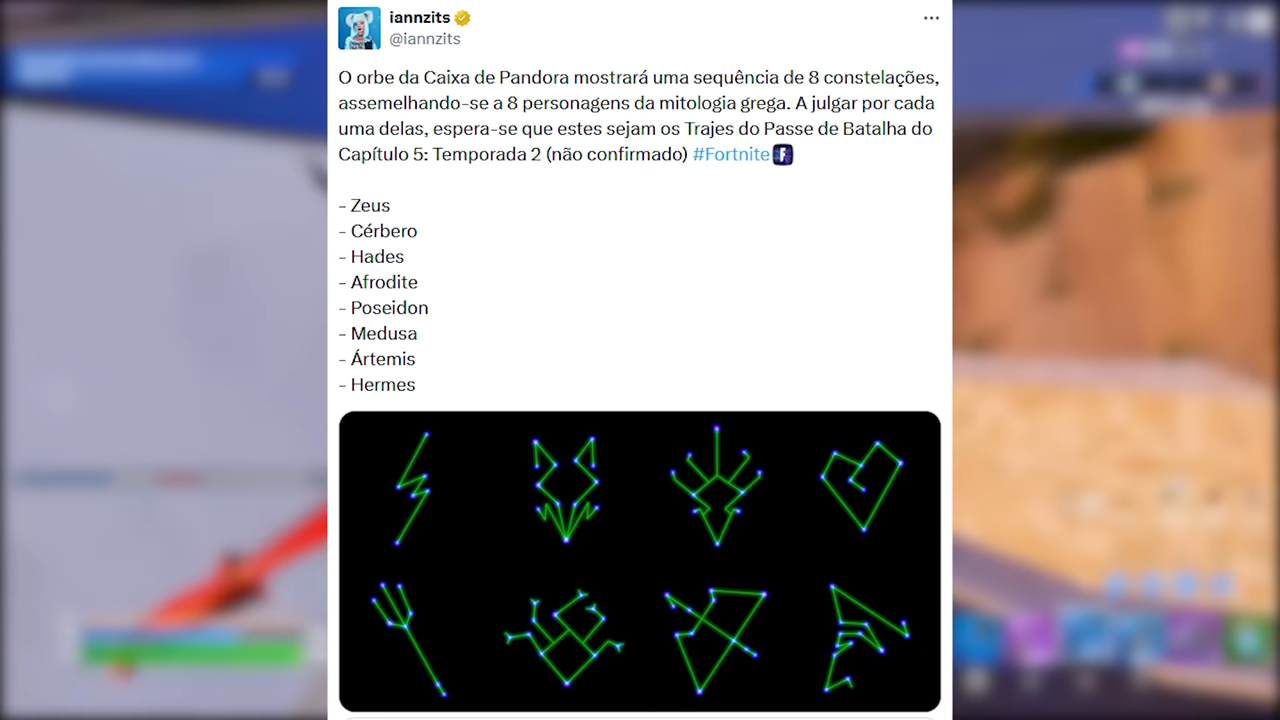 iannzits
@iannzits
O orbe da Caixa de Pandora mostrará uma sequência de 8 constelações,
assemelhando-se a 8 personagens da mitologia grega. A julgar por cada
uma delas, espera-se que estes sejam os Trajes do Passe de Batalha do
Capítulo 5: Temporada 2 (não confirmado) #Fortnite
- Zeus
- Cérbero
- Hades
- Afrodite
- Poseidon
- Medusa
- Ártemis
- Hermes